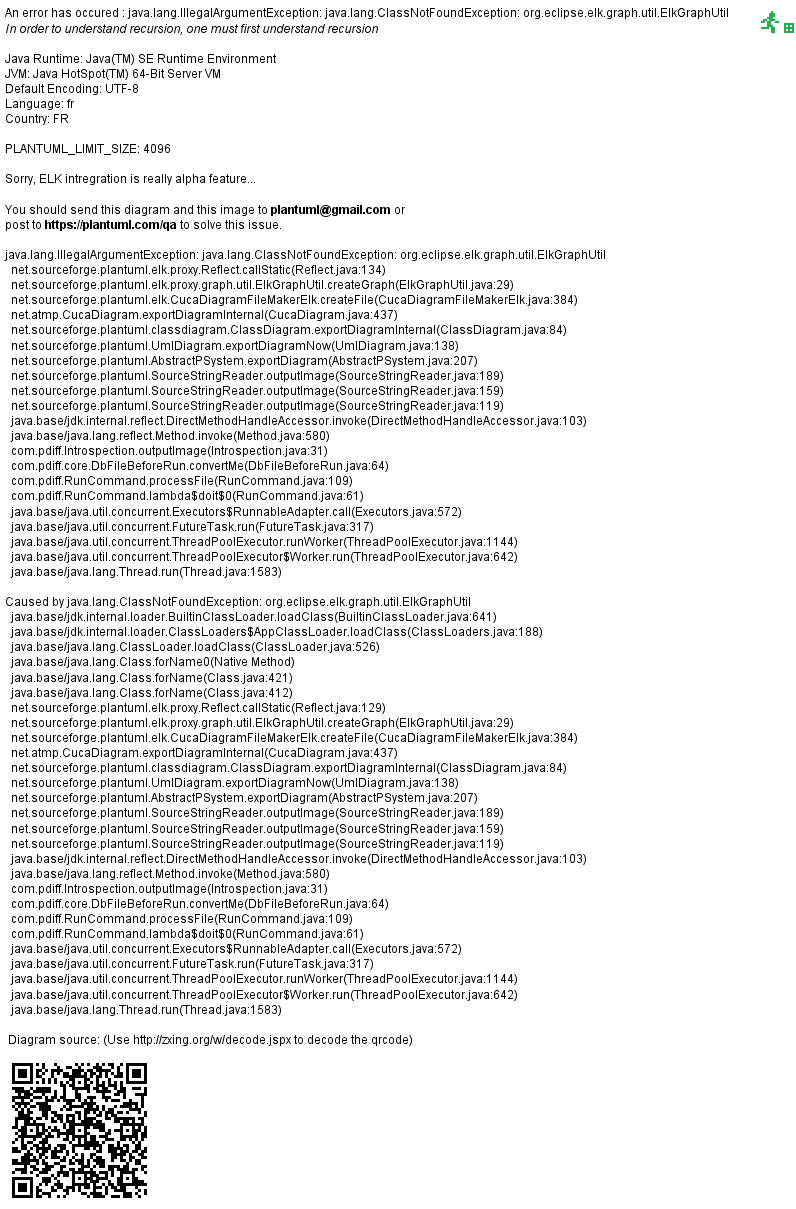 An error has occured : java.lang.IllegalArgumentException: java.lang.ClassNotFoundException: org.eclipse.elk.graph.util.ElkGraphUtil
In order to understand recursion, one must first understand recursion
Java Runtime: Java(TM) SE Runtime Environment
JVM: Java HotSpot(TM) 64-Bit Server VM
Default Encoding: UTF-8
Language: fr
Country: FR
PLANTUML_LIMIT_SIZE: 4096
Sorry, ELK intregration is really alpha feature...
You should send this diagram and this image to plantuml@gmail.com or
post to https://plantuml.com/qa to solve this issue.
java.lang.IllegalArgumentException: java.lang.ClassNotFoundException: org.eclipse.elk.graph.util.ElkGraphUtil
net.sourceforge.plantuml.elk.proxy.Reflect.callStatic(Reflect.java:134)
net.sourceforge.plantuml.elk.proxy.graph.util.ElkGraphUtil.createGraph(ElkGraphUtil.java:29)
net.sourceforge.plantuml.elk.CucaDiagramFileMakerElk.createFile(CucaDiagramFileMakerElk.java:384)
net.atmp.CucaDiagram.exportDiagramInternal(CucaDiagram.java:437)
net.sourceforge.plantuml.classdiagram.ClassDiagram.exportDiagramInternal(ClassDiagram.java:84)
net.sourceforge.plantuml.UmlDiagram.exportDiagramNow(UmlDiagram.java:138)
net.sourceforge.plantuml.AbstractPSystem.exportDiagram(AbstractPSystem.java:207)
net.sourceforge.plantuml.SourceStringReader.outputImage(SourceStringReader.java:189)
net.sourceforge.plantuml.SourceStringReader.outputImage(SourceStringReader.java:159)
net.sourceforge.plantuml.SourceStringReader.outputImage(SourceStringReader.java:119)
java.base/jdk.internal.reflect.DirectMethodHandleAccessor.invoke(DirectMethodHandleAccessor.java:103)
java.base/java.lang.reflect.Method.invoke(Method.java:580)
com.pdiff.Introspection.outputImage(Introspection.java:31)
com.pdiff.core.DbFileBeforeRun.convertMe(DbFileBeforeRun.java:64)
com.pdiff.RunCommand.processFile(RunCommand.java:109)
com.pdiff.RunCommand.lambda$doit$0(RunCommand.java:61)
java.base/java.util.concurrent.Executors$RunnableAdapter.call(Executors.java:572)
java.base/java.util.concurrent.FutureTask.run(FutureTask.java:317)
java.base/java.util.concurrent.ThreadPoolExecutor.runWorker(ThreadPoolExecutor.java:1144)
java.base/java.util.concurrent.ThreadPoolExecutor$Worker.run(ThreadPoolExecutor.java:642)
java.base/java.lang.Thread.run(Thread.java:1583)
Caused by java.lang.ClassNotFoundException: org.eclipse.elk.graph.util.ElkGraphUtil
java.base/jdk.internal.loader.BuiltinClassLoader.loadClass(BuiltinClassLoader.java:641)
java.base/jdk.internal.loader.ClassLoaders$AppClassLoader.loadClass(ClassLoaders.java:188)
java.base/java.lang.ClassLoader.loadClass(ClassLoader.java:526)
java.base/java.lang.Class.forName0(Native Method)
java.base/java.lang.Class.forName(Class.java:421)
java.base/java.lang.Class.forName(Class.java:412)
net.sourceforge.plantuml.elk.proxy.Reflect.callStatic(Reflect.java:129)
net.sourceforge.plantuml.elk.proxy.graph.util.ElkGraphUtil.createGraph(ElkGraphUtil.java:29)
net.sourceforge.plantuml.elk.CucaDiagramFileMakerElk.createFile(CucaDiagramFileMakerElk.java:384)
net.atmp.CucaDiagram.exportDiagramInternal(CucaDiagram.java:437)
net.sourceforge.plantuml.classdiagram.ClassDiagram.exportDiagramInternal(ClassDiagram.java:84)
net.sourceforge.plantuml.UmlDiagram.exportDiagramNow(UmlDiagram.java:138)
net.sourceforge.plantuml.AbstractPSystem.exportDiagram(AbstractPSystem.java:207)
net.sourceforge.plantuml.SourceStringReader.outputImage(SourceStringReader.java:189)
net.sourceforge.plantuml.SourceStringReader.outputImage(SourceStringReader.java:159)
net.sourceforge.plantuml.SourceStringReader.outputImage(SourceStringReader.java:119)
java.base/jdk.internal.reflect.DirectMethodHandleAccessor.invoke(DirectMethodHandleAccessor.java:103)
java.base/java.lang.reflect.Method.invoke(Method.java:580)
com.pdiff.Introspection.outputImage(Introspection.java:31)
com.pdiff.core.DbFileBeforeRun.convertMe(DbFileBeforeRun.java:64)
com.pdiff.RunCommand.processFile(RunCommand.java:109)
com.pdiff.RunCommand.lambda$doit$0(RunCommand.java:61)
java.base/java.util.concurrent.Executors$RunnableAdapter.call(Executors.java:572)
java.base/java.util.concurrent.FutureTask.run(FutureTask.java:317)
java.base/java.util.concurrent.ThreadPoolExecutor.runWorker(ThreadPoolExecutor.java:1144)
java.base/java.util.concurrent.ThreadPoolExecutor$Worker.run(ThreadPoolExecutor.java:642)
java.base/java.lang.Thread.run(Thread.java:1583)
Diagram source: (Use http://zxing.org/w/decode.jspx to decode the qrcode)